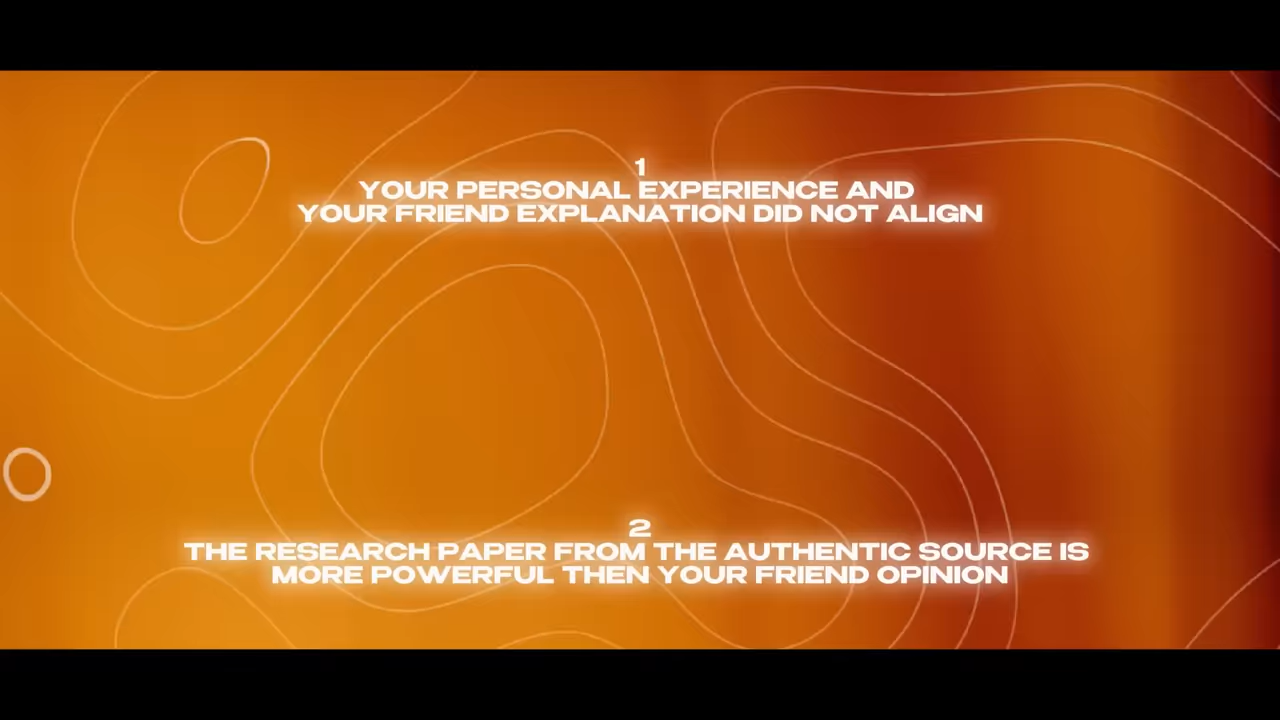 1
YOUR PERSONAL EXPERIENCE AND
YOUR FRIEND EXPLANATION DID NOT ALIGN
2
THE RESEARCH PAPER FROM THE AUTHENTIC SOURCE IS
MORE POWERFUL THEN YOUR FRIEND OPINION